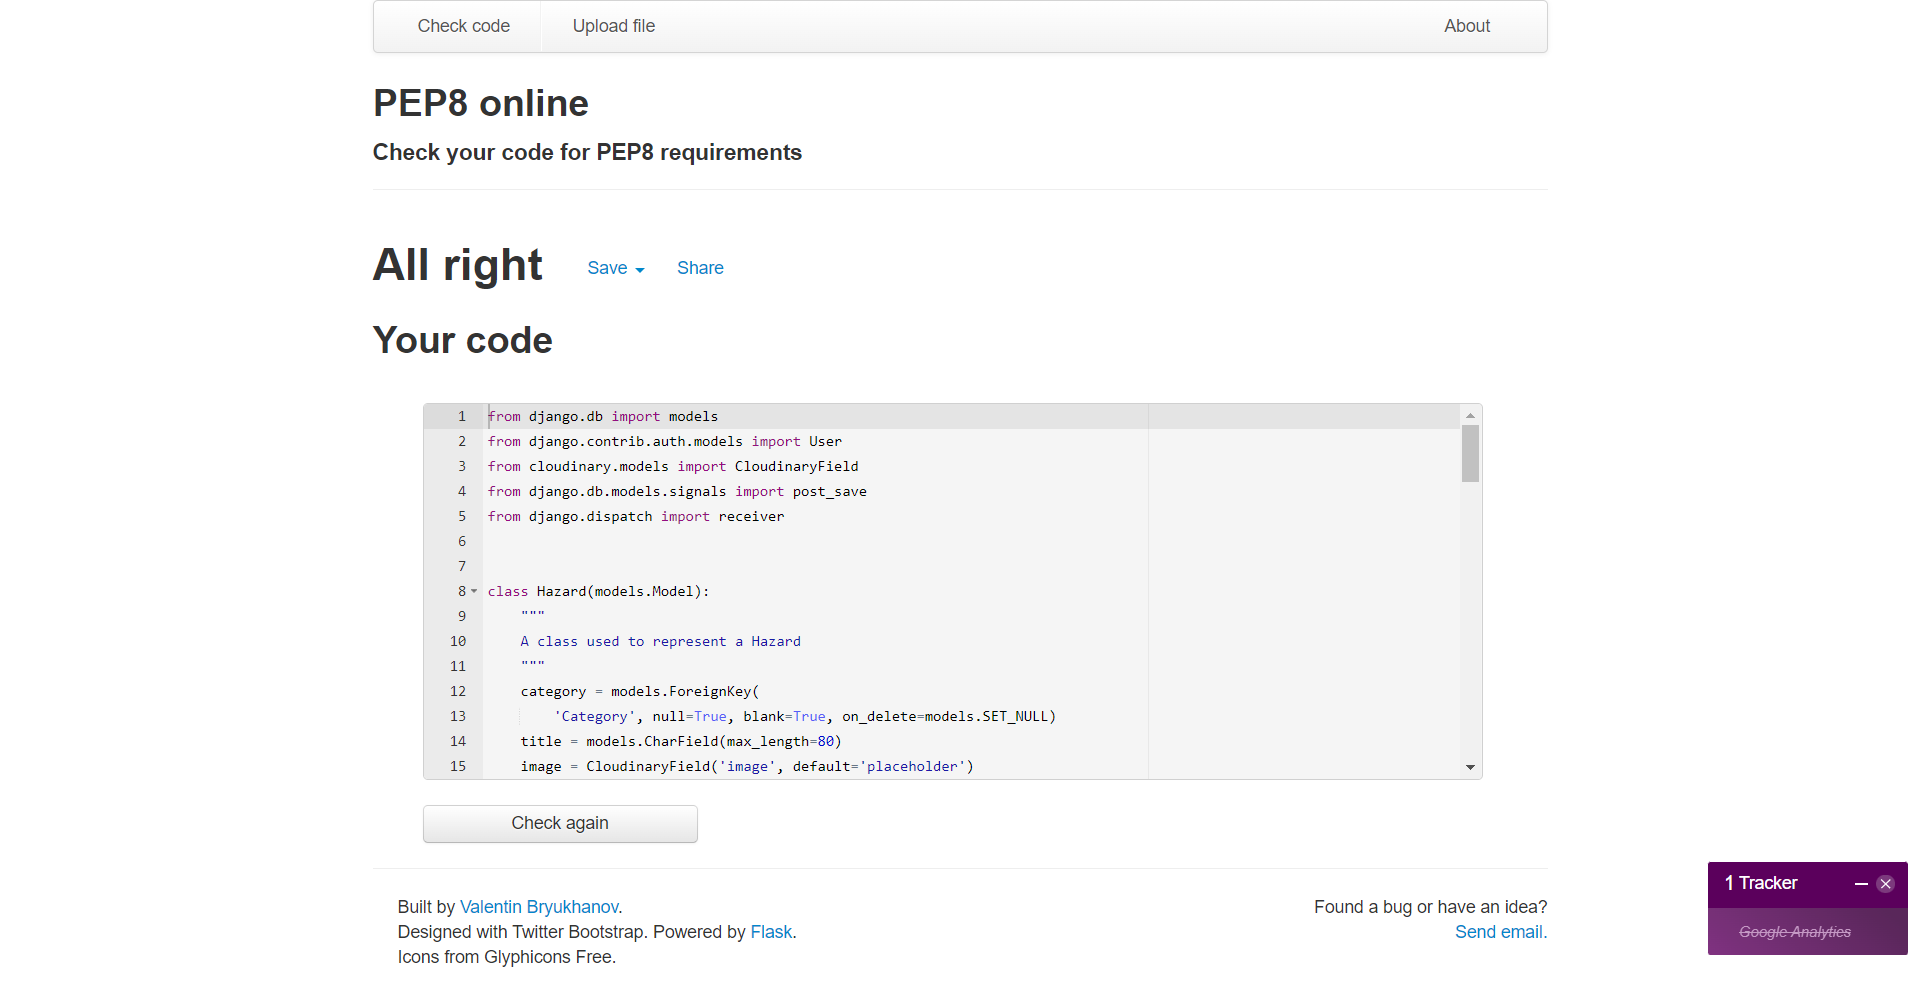 Check code Upload file About
PEP8 online
Check your code for PEP8 requirements
All right Save Share
Your code
1 from django.db import models
2 from django.contrib.auth.models import User
3 from cloudinary.models import CloudinaryField
4 from django.db.models.signals import post_save
5 from django.dispatch import receiver
6
7
8 class Hazard(models.Model):
9 """
10 A class used to represent a Hazard
11 """
12 category = models.ForeignKey(
13 'Category', null=True, blank=True, on_delete=models.SET_NULL)
14 title = models.CharField(max_length=80)
15 image = CloudinaryField('image', default='placeholder')
Check again
Built by Valentin Bryukhanov.
Designed with Twitter Bootstrap. Powered by Flask.
Icons from Glyphicons Free.
Found a bug or have an idea?
Send email.
1 Tracker
Google Analytics